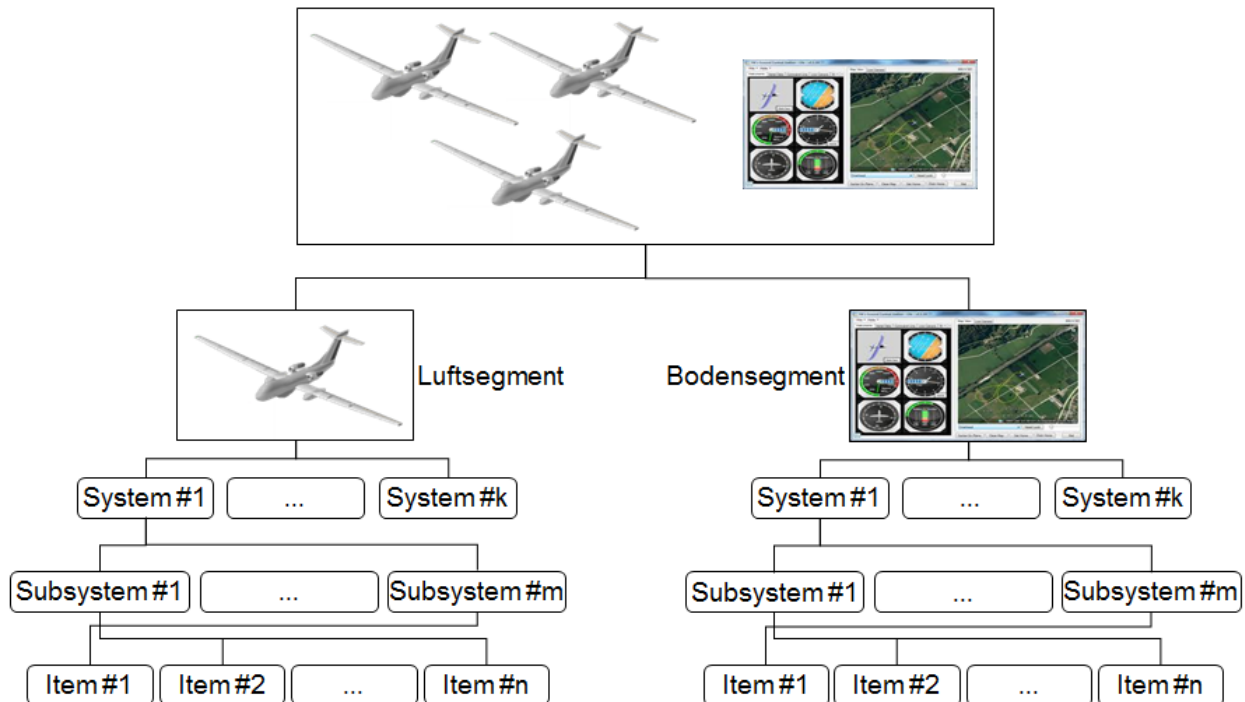 Luftsegment
Bodensegment
System #1
...
System #k
System #1
...
System #k
Subsystem #1
...
Subsystem #m
Subsystem #1
...
Subsystem #m
Item #1
Item #2
...
Item #n
Item #1
Item #2
...
Item #n